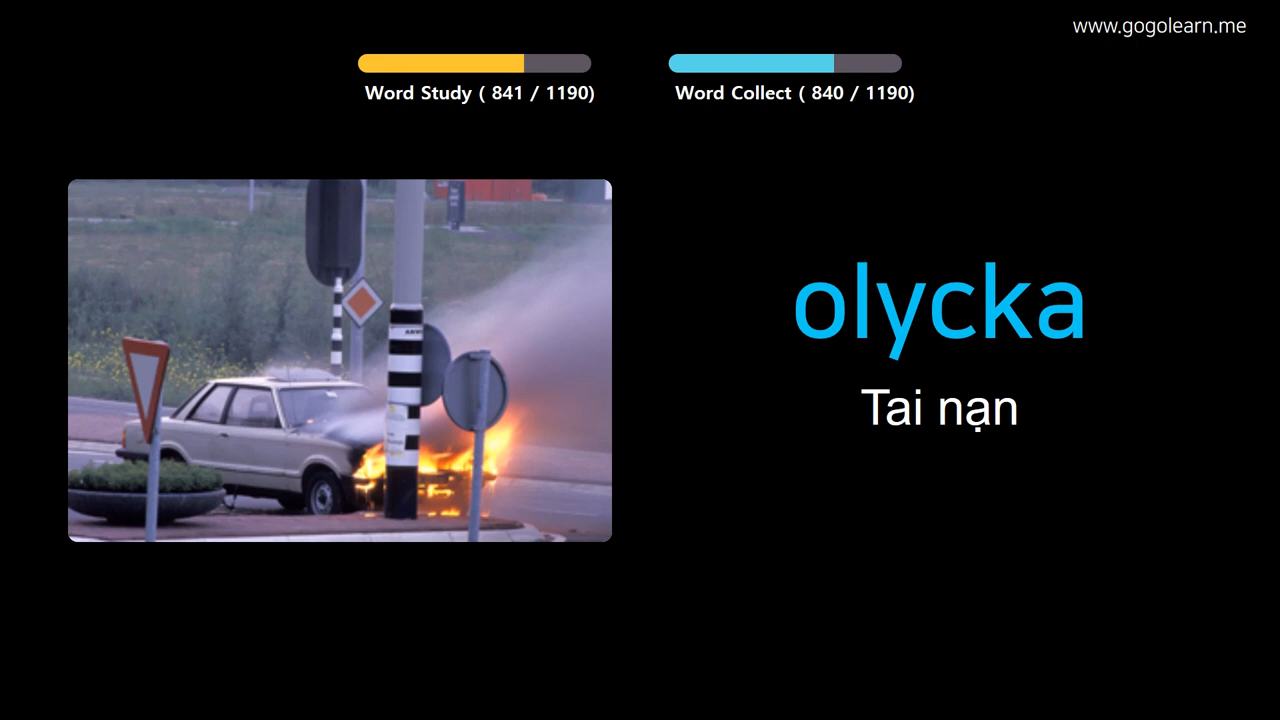 www.gogolearn.me
Word Study ( 841 / 1190)
Word Collect ( 840 / 1190)
olycka
Tai nạn